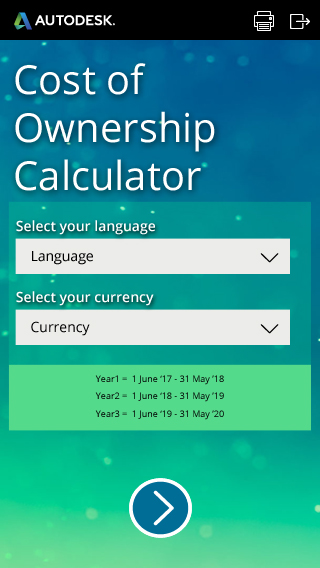 AUTODESK.
Cost of
Ownership
Calculator
Select your language
Language
Select your currency
Currency
Year1 = 1 June ‘17 - 31 May ’18
Year2 = 1 June ‘18 - 31 May ’19
Year3 = 1 June ‘19 - 31 May ’20